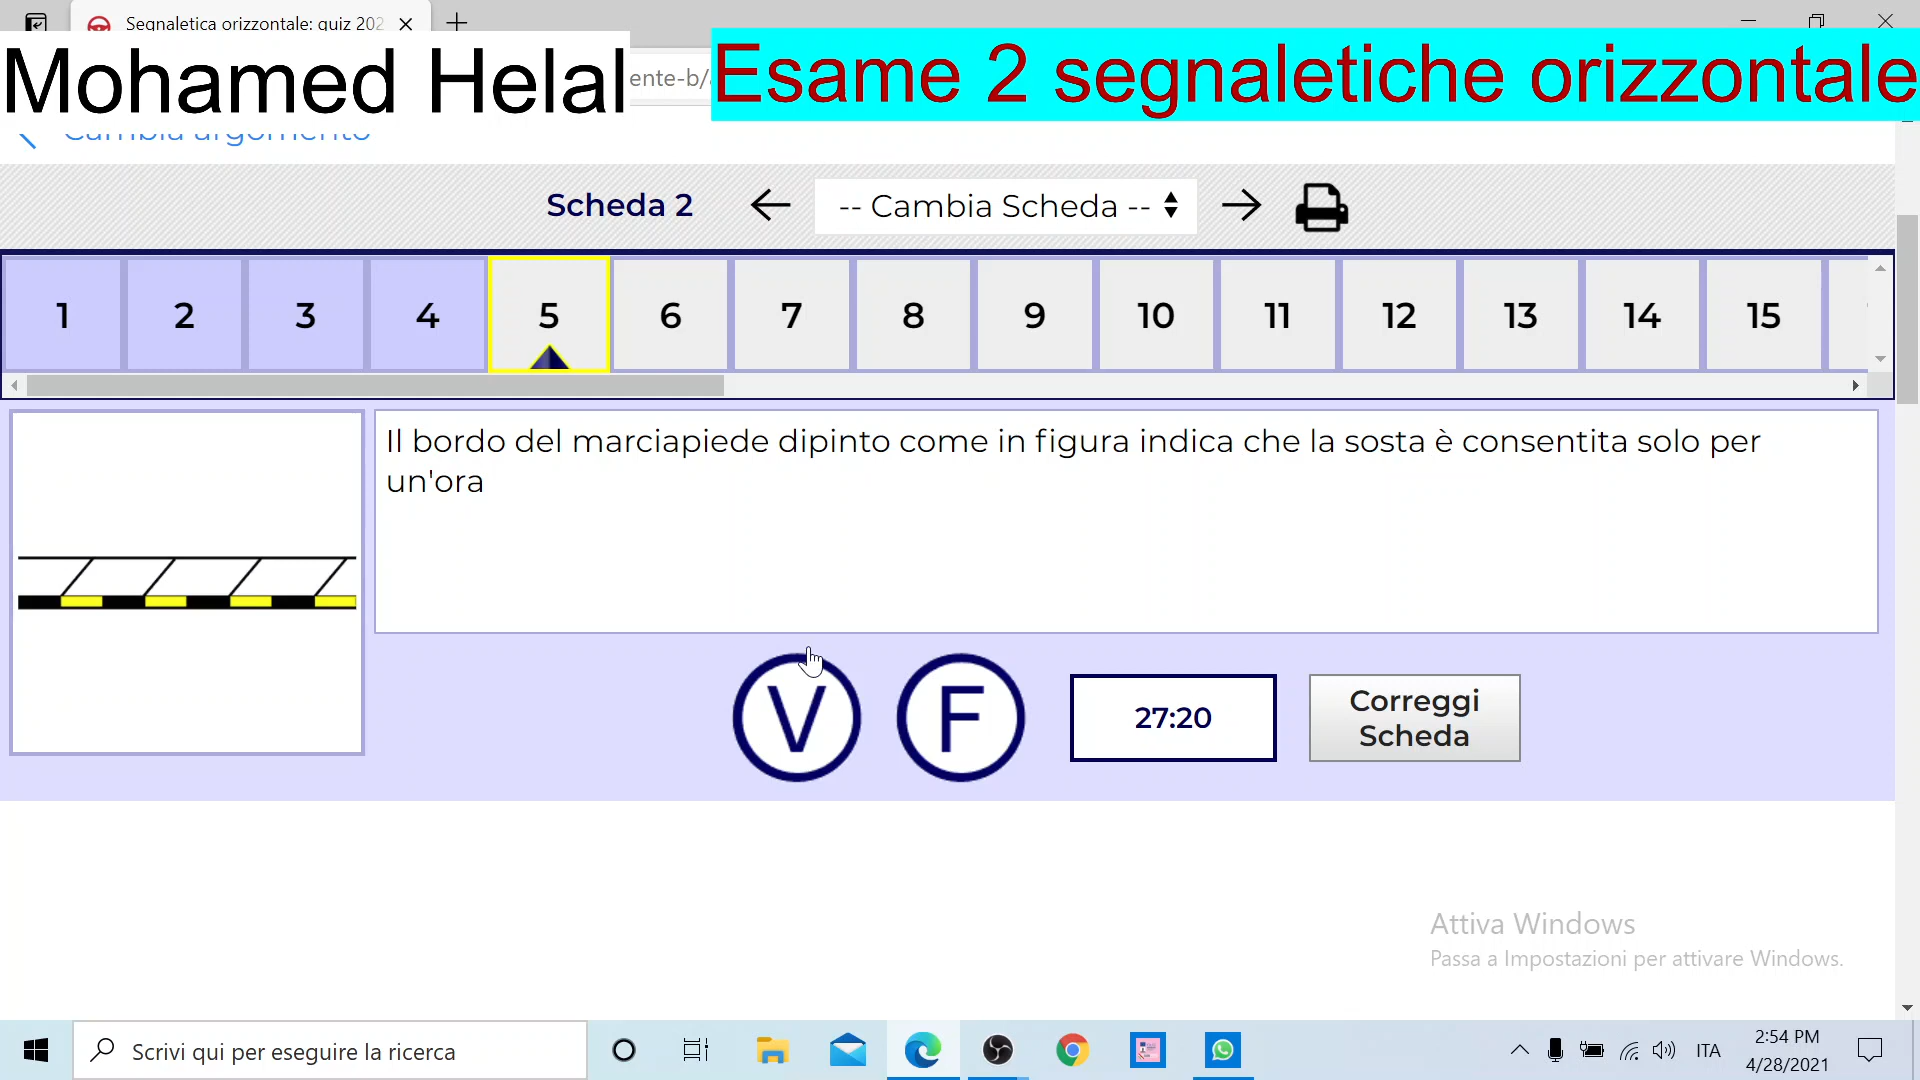 Segnaletica orizzontale: quiz 202
Mohamed Helal
ente-b/
Esame 2 segnaletiche orizzontale
Cambia argomento
Scheda 2
-- Cambia Scheda --
1 2 3 4 5 6 7 8 9 10 11 12 13 14 15
Il bordo del marciapiede dipinto come in figura indica che la sosta è consentita solo per
un'ora
V F 27:20
Correggi
Scheda
Attiva Windows
Passa a Impostazioni per attivare Windows.
Scrivi qui per eseguire la ricerca
ITA
2:54 PM
4/28/2021